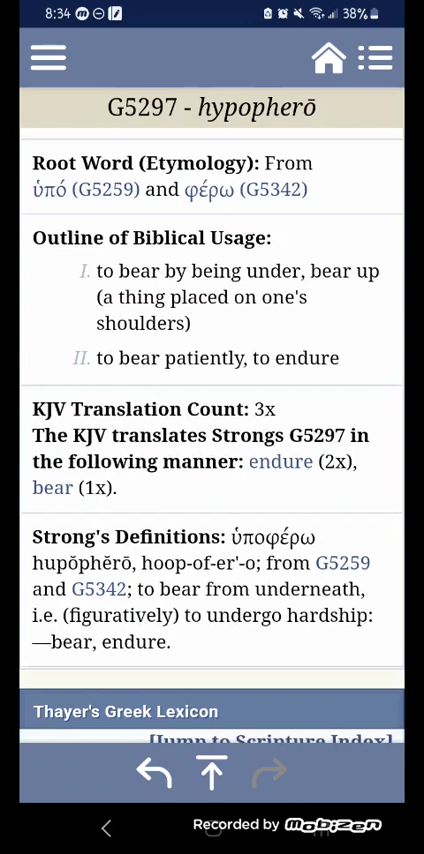 8:34 38%
G5297 - hypopherō
Root Word (Etymology): From
ὑπό (G5259) and φέρω (G5342)
Outline of Biblical Usage:
I. to bear by being under, bear up
(a thing placed on one's
shoulders)
II. to bear patiently, to endure
KJV Translation Count: 3x
The KJV translates Strongs G5297 in
the following manner: endure (2x),
bear (1x).
Strong's Definitions: ὑποφέρω
hupŏphĕrō, hoop-of-er'-o; from G5259
and G5342; to bear from underneath,
i.e. (figuratively) to undergo hardship:
—bear, endure.
Thayer's Greek Lexicon
[Jump to Scripture Index]
Recorded by mobizen